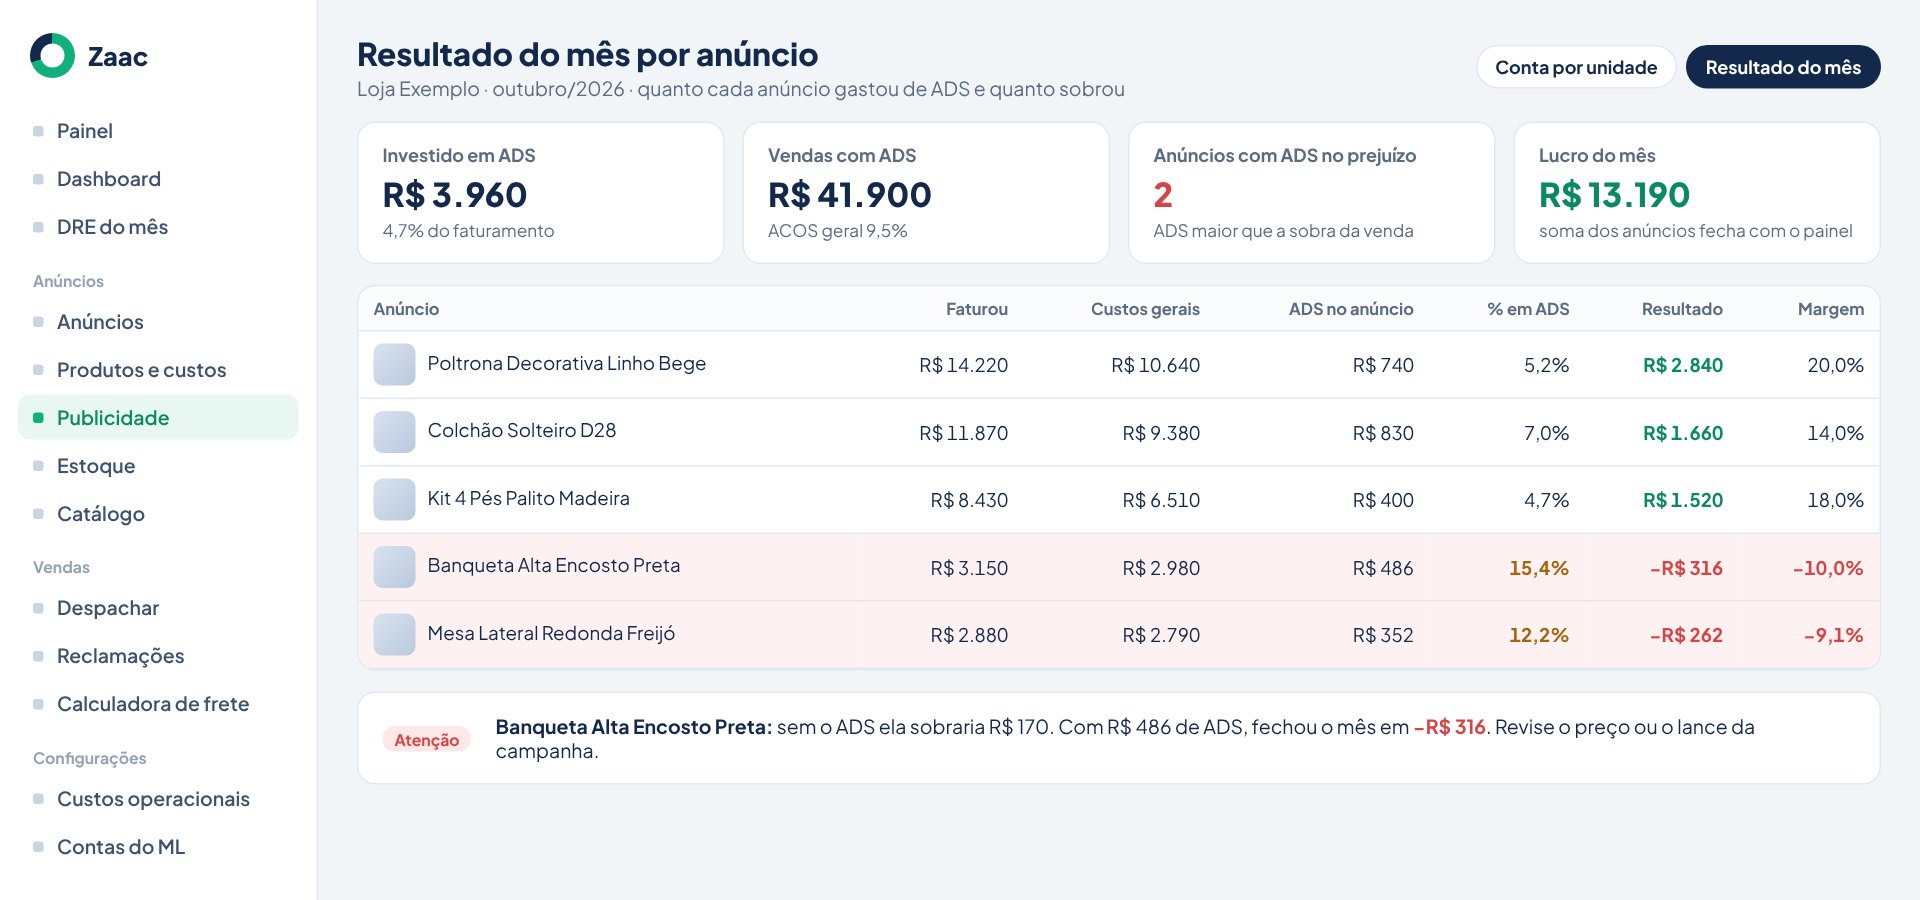 Zaac
Painel
Dashboard
DRE do mês
Anúncios
Anúncios
Produtos e custos
Publicidade
Estoque
Catálogo
Vendas
Despachar
Reclamações
Calculadora de frete
Configurações
Custos operacionais
Contas do ML
Resultado do mês por anúncio
Loja Exemplo · outubro/2026 · quanto cada anúncio gastou de ADS e quanto sobrou
Conta por unidade
Resultado do mês
Investido em ADS
R$ 3.960
4,7% do faturamento
Vendas com ADS
R$ 41.900
ACOS geral 9,5%
Anúncios com ADS no prejuízo
2
ADS maior que a sobra da venda
Lucro do mês
R$ 13.190
soma dos anúncios fecha com o painel
Anúncio Faturou Custos gerais ADS no anúncio % em ADS Resultado Margem
Poltrona Decorativa Linho Bege R$ 14.220 R$ 10.640 R$ 740 5,2% R$ 2.840 20,0%
Colchão Solteiro D28 R$ 11.870 R$ 9.380 R$ 830 7,0% R$ 1.660 14,0%
Kit 4 Pés Palito Madeira R$ 8.430 R$ 6.510 R$ 400 4,7% R$ 1.520 18,0%
Banqueta Alta Encosto Preta R$ 3.150 R$ 2.980 R$ 486 15,4% −R$ 316 −10,0%
Mesa Lateral Redonda Freijó R$ 2.880 R$ 2.790 R$ 352 12,2% −R$ 262 −9,1%
Atenção
Banqueta Alta Encosto Preta: sem o ADS ela sobraria R$ 170. Com R$ 486 de ADS, fechou o mês em −R$ 316. Revise o preço ou o lance da
campanha.